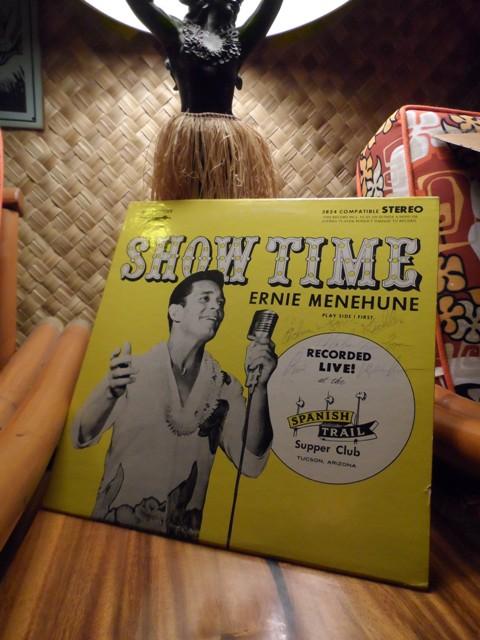 3824 COMPATIBLE STEREO
SHOW TIME
ERNIE MENEHUNE
PLAY SIDE 1 FIRST.
RECORDED
LIVE!
at the
SPANISH
TRAIL
Supper Club
TUCSON, ARIZONA